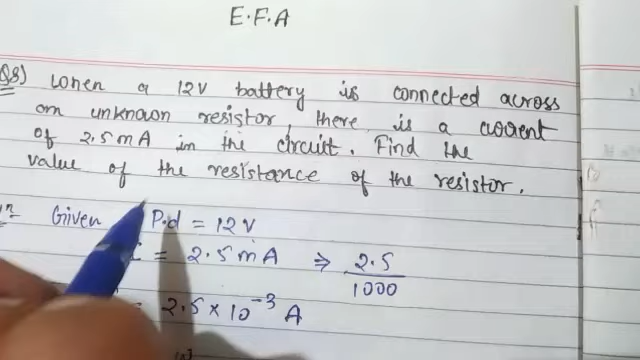 E.F.A
Q8) When a 12V battery is connected across
an unknown resistor, there is a current
of 2.5mA in the circuit. Find the
value of the resistance of the resistor.
Given P.d = 12V
I = 2.5mA ⇒ 2.5/1000
= 2.5 × 10⁻³ A